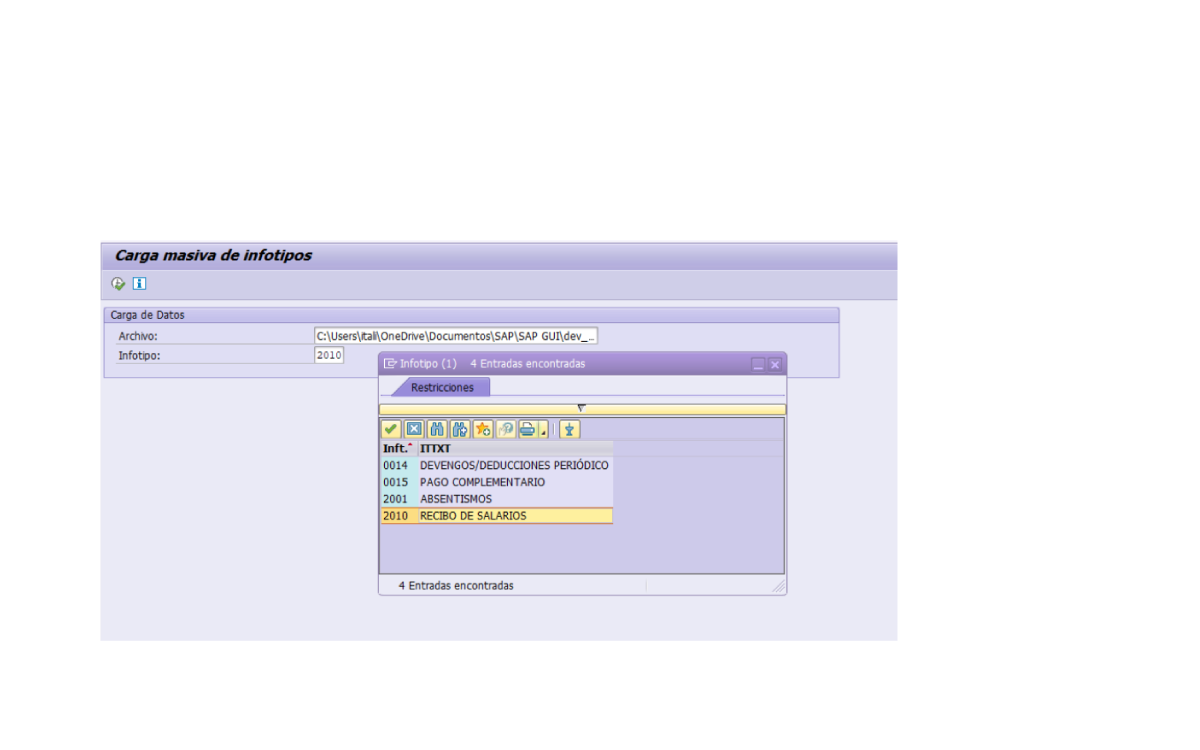 Carga masiva de infotipos
Carga de Datos
Archivo: C:\Users\itali\OneDrive\Documentos\SAP\SAP GUI\dev_...
Infotipo: 2010
Infotipo (1) 4 Entradas encontradas
Restricciones
Inft. ITTXT
0014 DEVENGOS/DEDUCCIONES PERIÓDICO
0015 PAGO COMPLEMENTARIO
2001 ABSENTISMOS
2010 RECIBO DE SALARIOS
4 Entradas encontradas